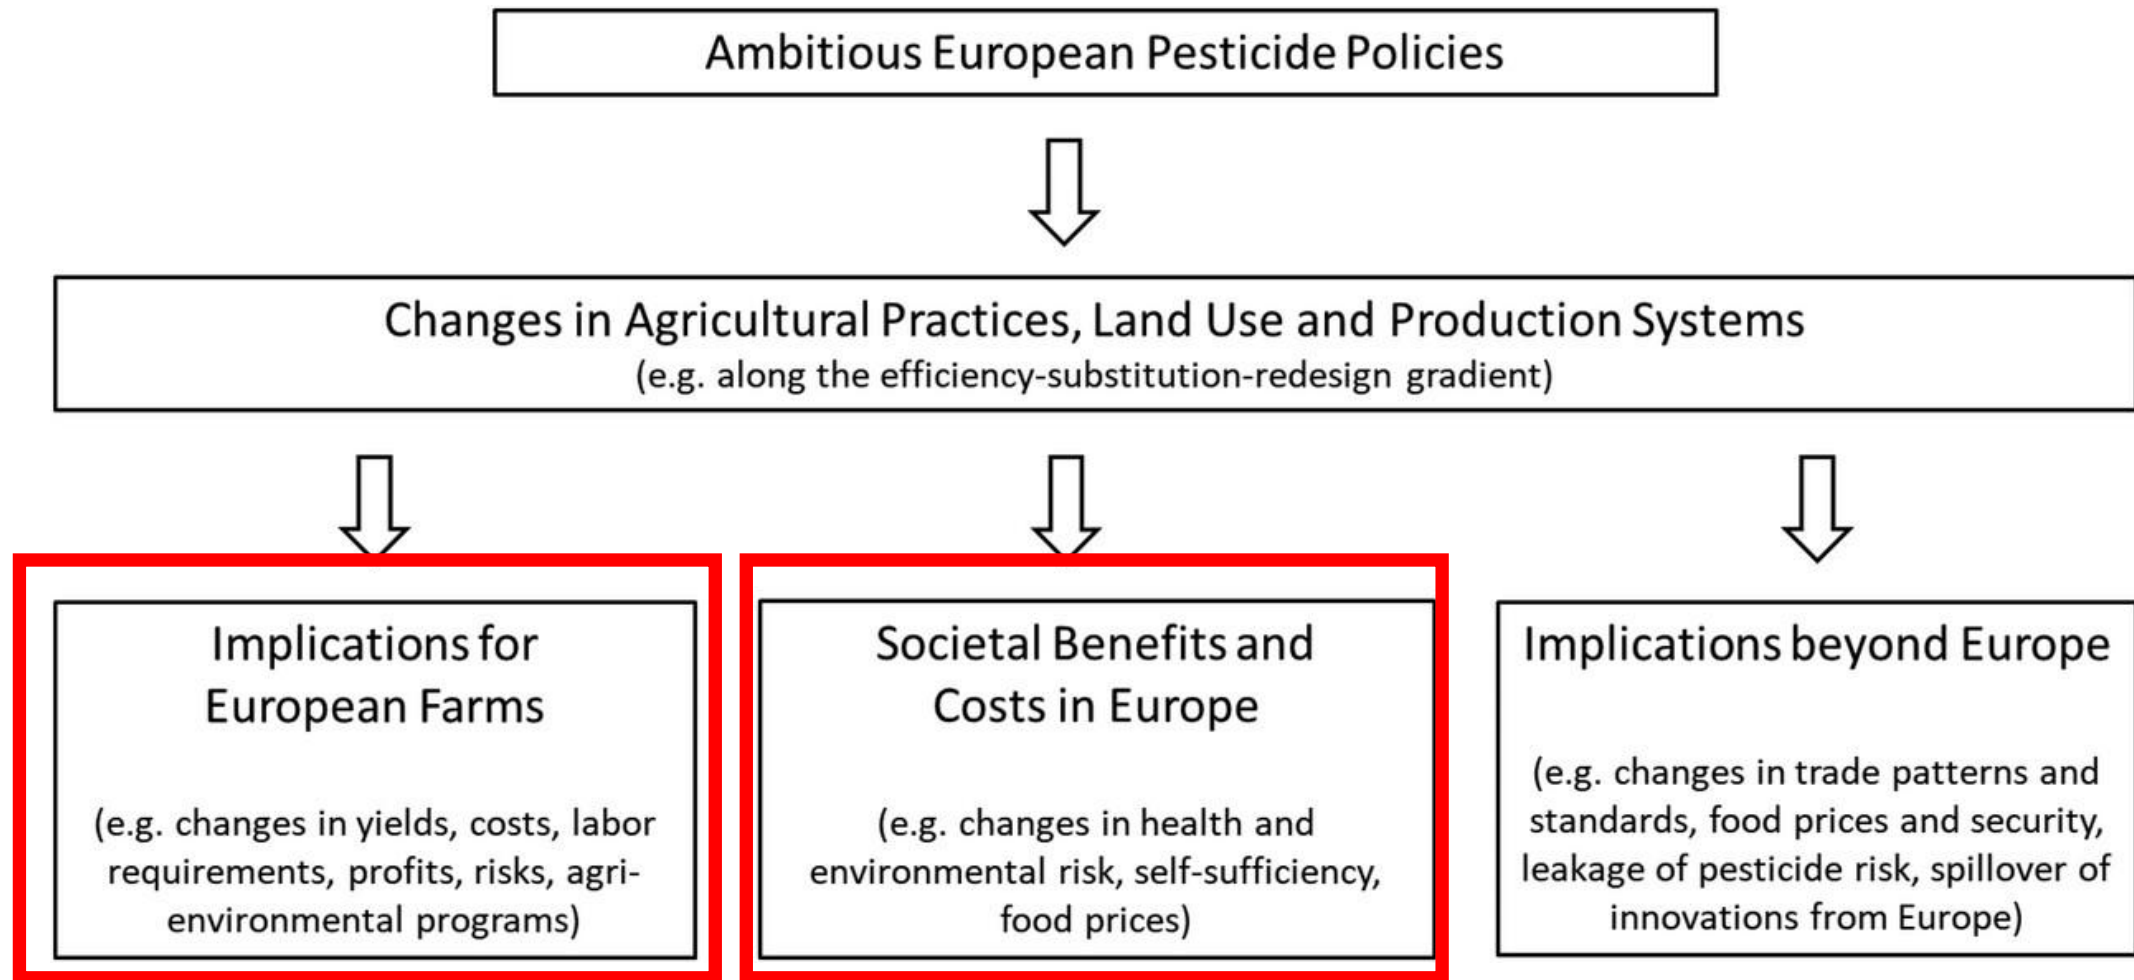 Ambitious European Pesticide Policies
Changes in Agricultural Practices, Land Use and Production Systems
(e.g. along the efficiency-substitution-redesign gradient)
Implications for
European Farms
(e.g. changes in yields, costs, labor
requirements, profits, risks, agri-
environmental programs)
Societal Benefits and
Costs in Europe
(e.g. changes in health and
environmental risk, self-sufficiency,
food prices)
Implications beyond Europe
(e.g. changes in trade patterns and
standards, food prices and security,
leakage of pesticide risk, spillover of
innovations from Europe)